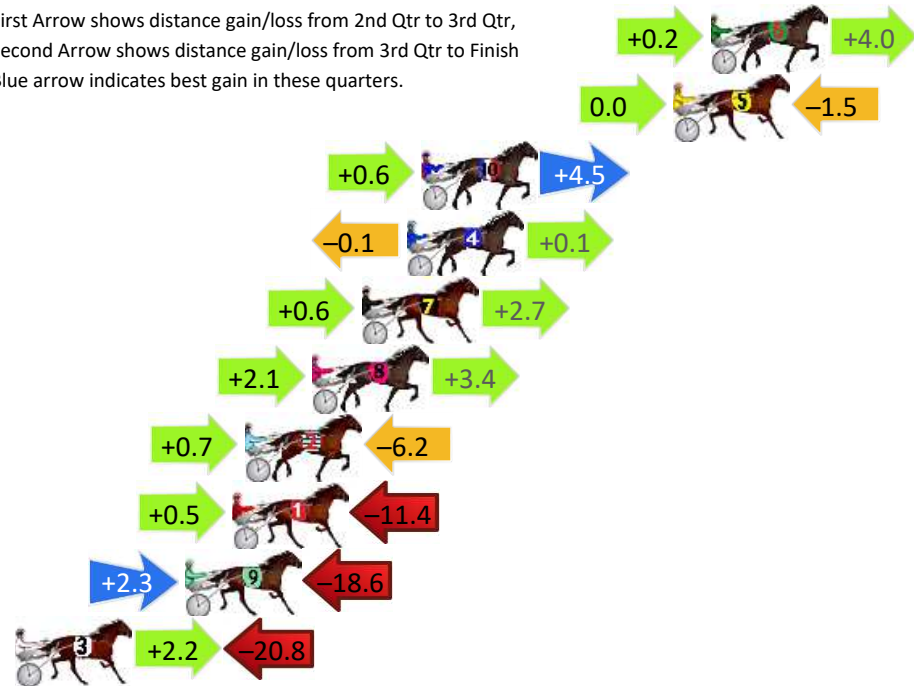 irst Arrow shows distance gain/loss from 2nd Qtr to 3rd Qtr,
econd Arrow shows distance gain/loss from 3rd Qtr to Finish
lue arrow indicates best gain in these quarters.
+0.2 6 +4.0
0.0 5 –1.5
+0.6 10 +4.5
–0.1 4 +0.1
+0.6 7 +2.7
+2.1 8 +3.4
+0.7 2 –6.2
+0.5 1 –11.4
+2.3 9 –18.6
3 +2.2 –20.8